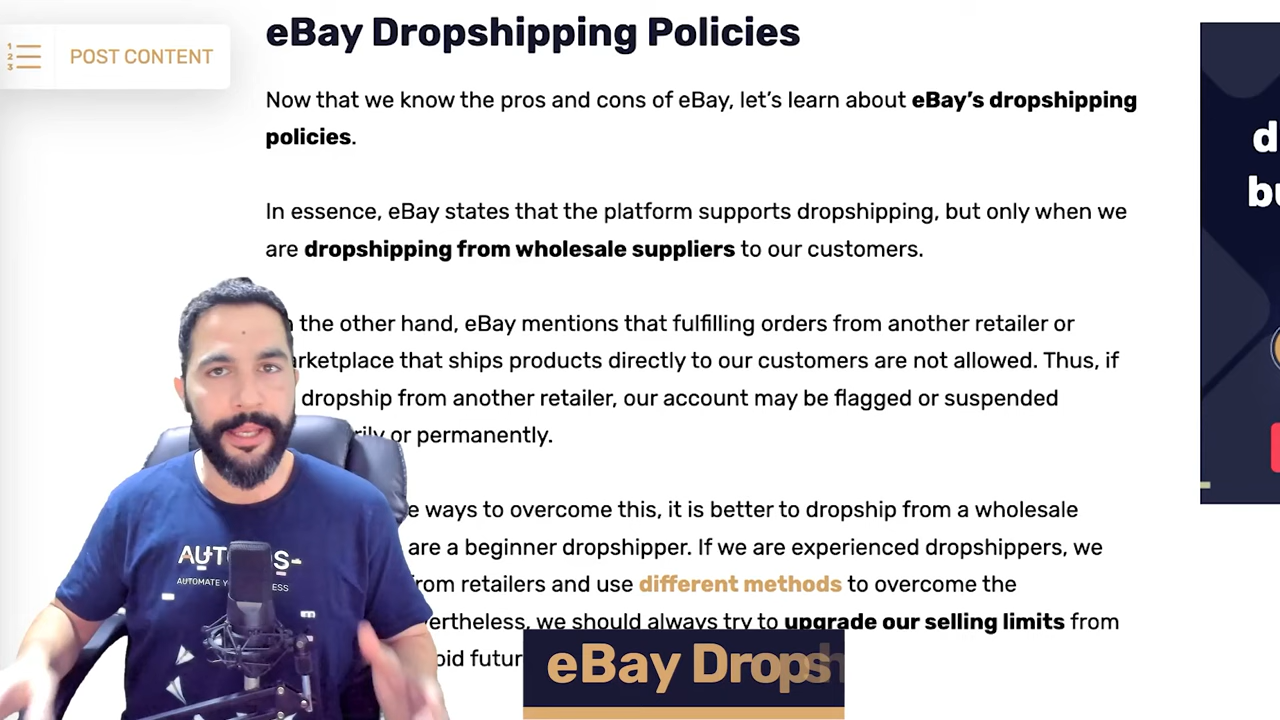 eBay Dropshipping Policies
POST CONTENT
1
2
3
Now that we know the pros and cons of eBay, let's learn about eBay's dropshipping
policies.
In essence, eBay states that the platform supports dropshipping, but only when we
are dropshipping from wholesale suppliers to our customers.
the other hand, eBay mentions that fulfilling orders from another retailer or
marketplace that ships products directly to our customers are not allowed. Thus, if
dropship from another retailer, our account may be flagged or suspended
or permanently.
ways to overcome this, it is better to dropship from a wholesale
are a beginner dropshipper. If we are experienced dropshippers, we
from retailers and use different methods to overcome the
we should always try to upgrade our selling limits from
eBay Drops
AUTOMATE